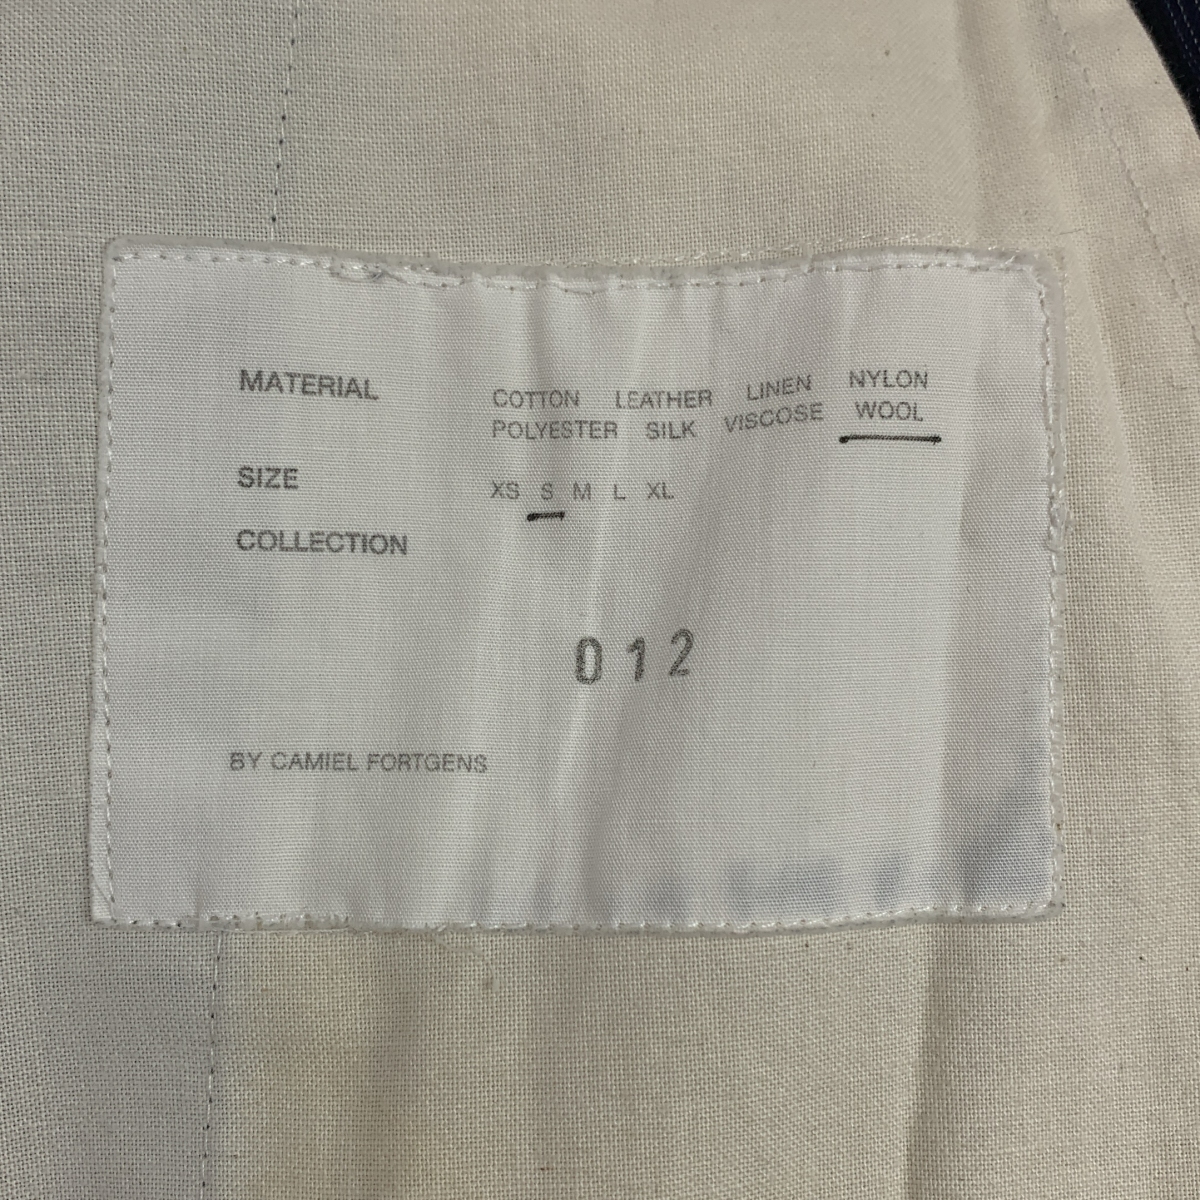 MATERIAL COTTON LEATHER LINEN NYLON
POLYESTER SILK VISCOSE WOOL
SIZE XS S M L XL
COLLECTION
012
BY CAMIEL FORTGENS